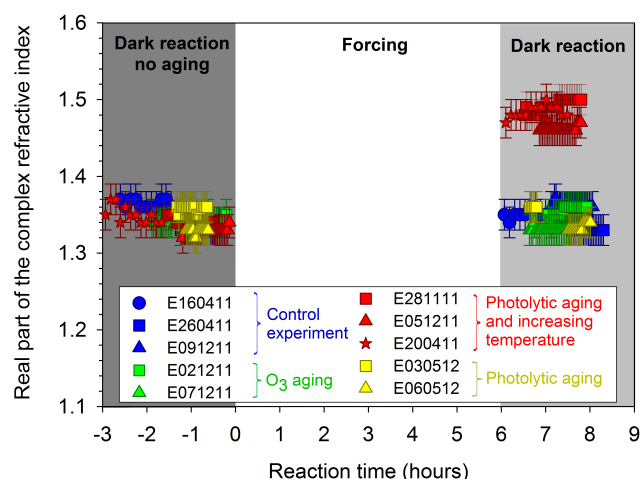 1.6
1.5
1.4
1.3
1.2
1.1
Real part of the complex refractive index
Dark reaction
no aging
Forcing
Dark reaction
E160411
E260411
E091211
Control
experiment
E021211
E071211
O3 aging
E281111
E051211
E200411
Photolytic aging
and increasing
temperature
E030512
E060512
Photolytic aging
-3 -2 -1 0 1 2 3 4 5 6 7 8 9
Reaction time (hours)